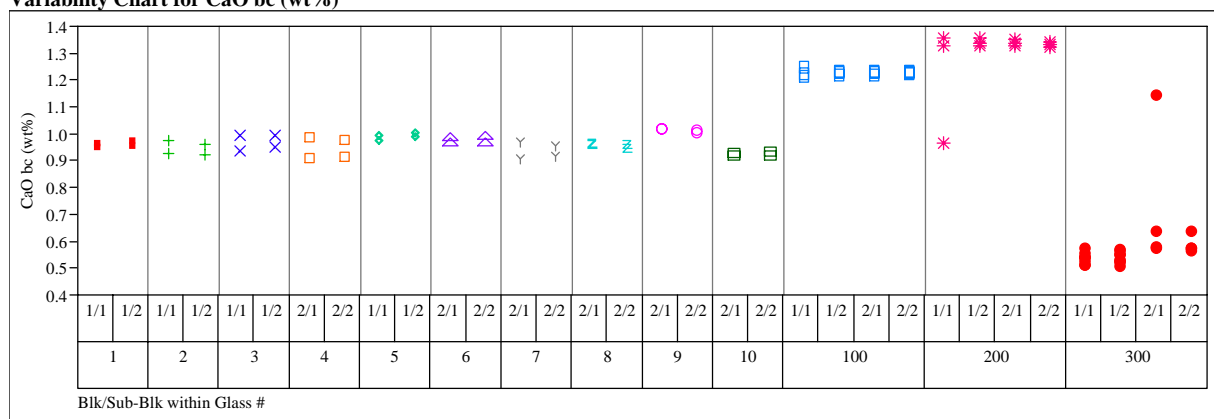 Variability Chart for CaO bc (wt%)
1.4
1.3
1.2
1.1
1.0
0.9
0.8
0.7
0.6
0.5
0.4
CaO bc (wt%)
1/1 1/2 1/1 1/2 1/1 1/2 2/1 2/2 1/1 1/2 2/1 2/2 2/1 2/2 2/1 2/2 2/1 2/2 2/1 2/2 1/1 1/2 2/1 2/2 1/1 1/2 2/1 2/2 1/1 1/2 2/1 2/2
1 2 3 4 5 6 7 8 9 10 100 200 300
Blk/Sub-Blk within Glass #